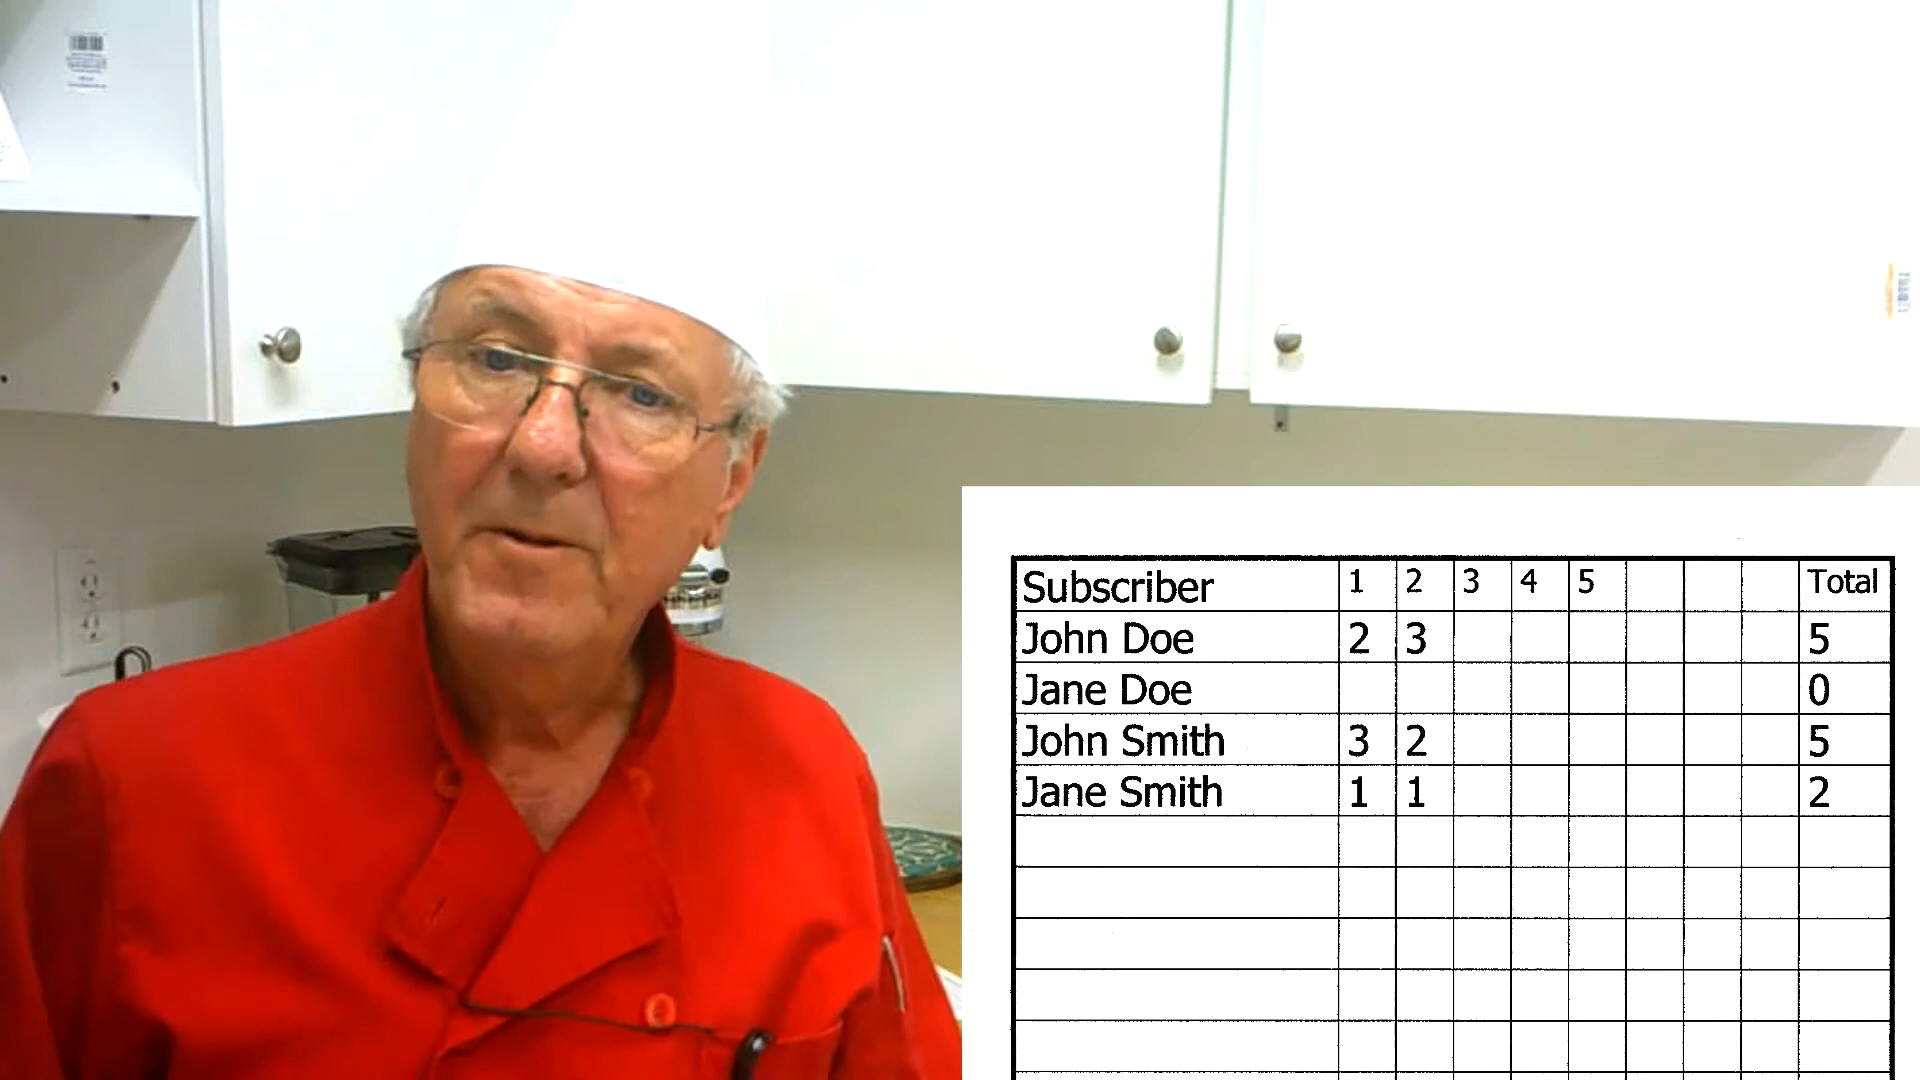 Subscriber 1 2 3 4 5 Total
John Doe 2 3 5
Jane Doe 0
John Smith 3 2 5
Jane Smith 1 1 2